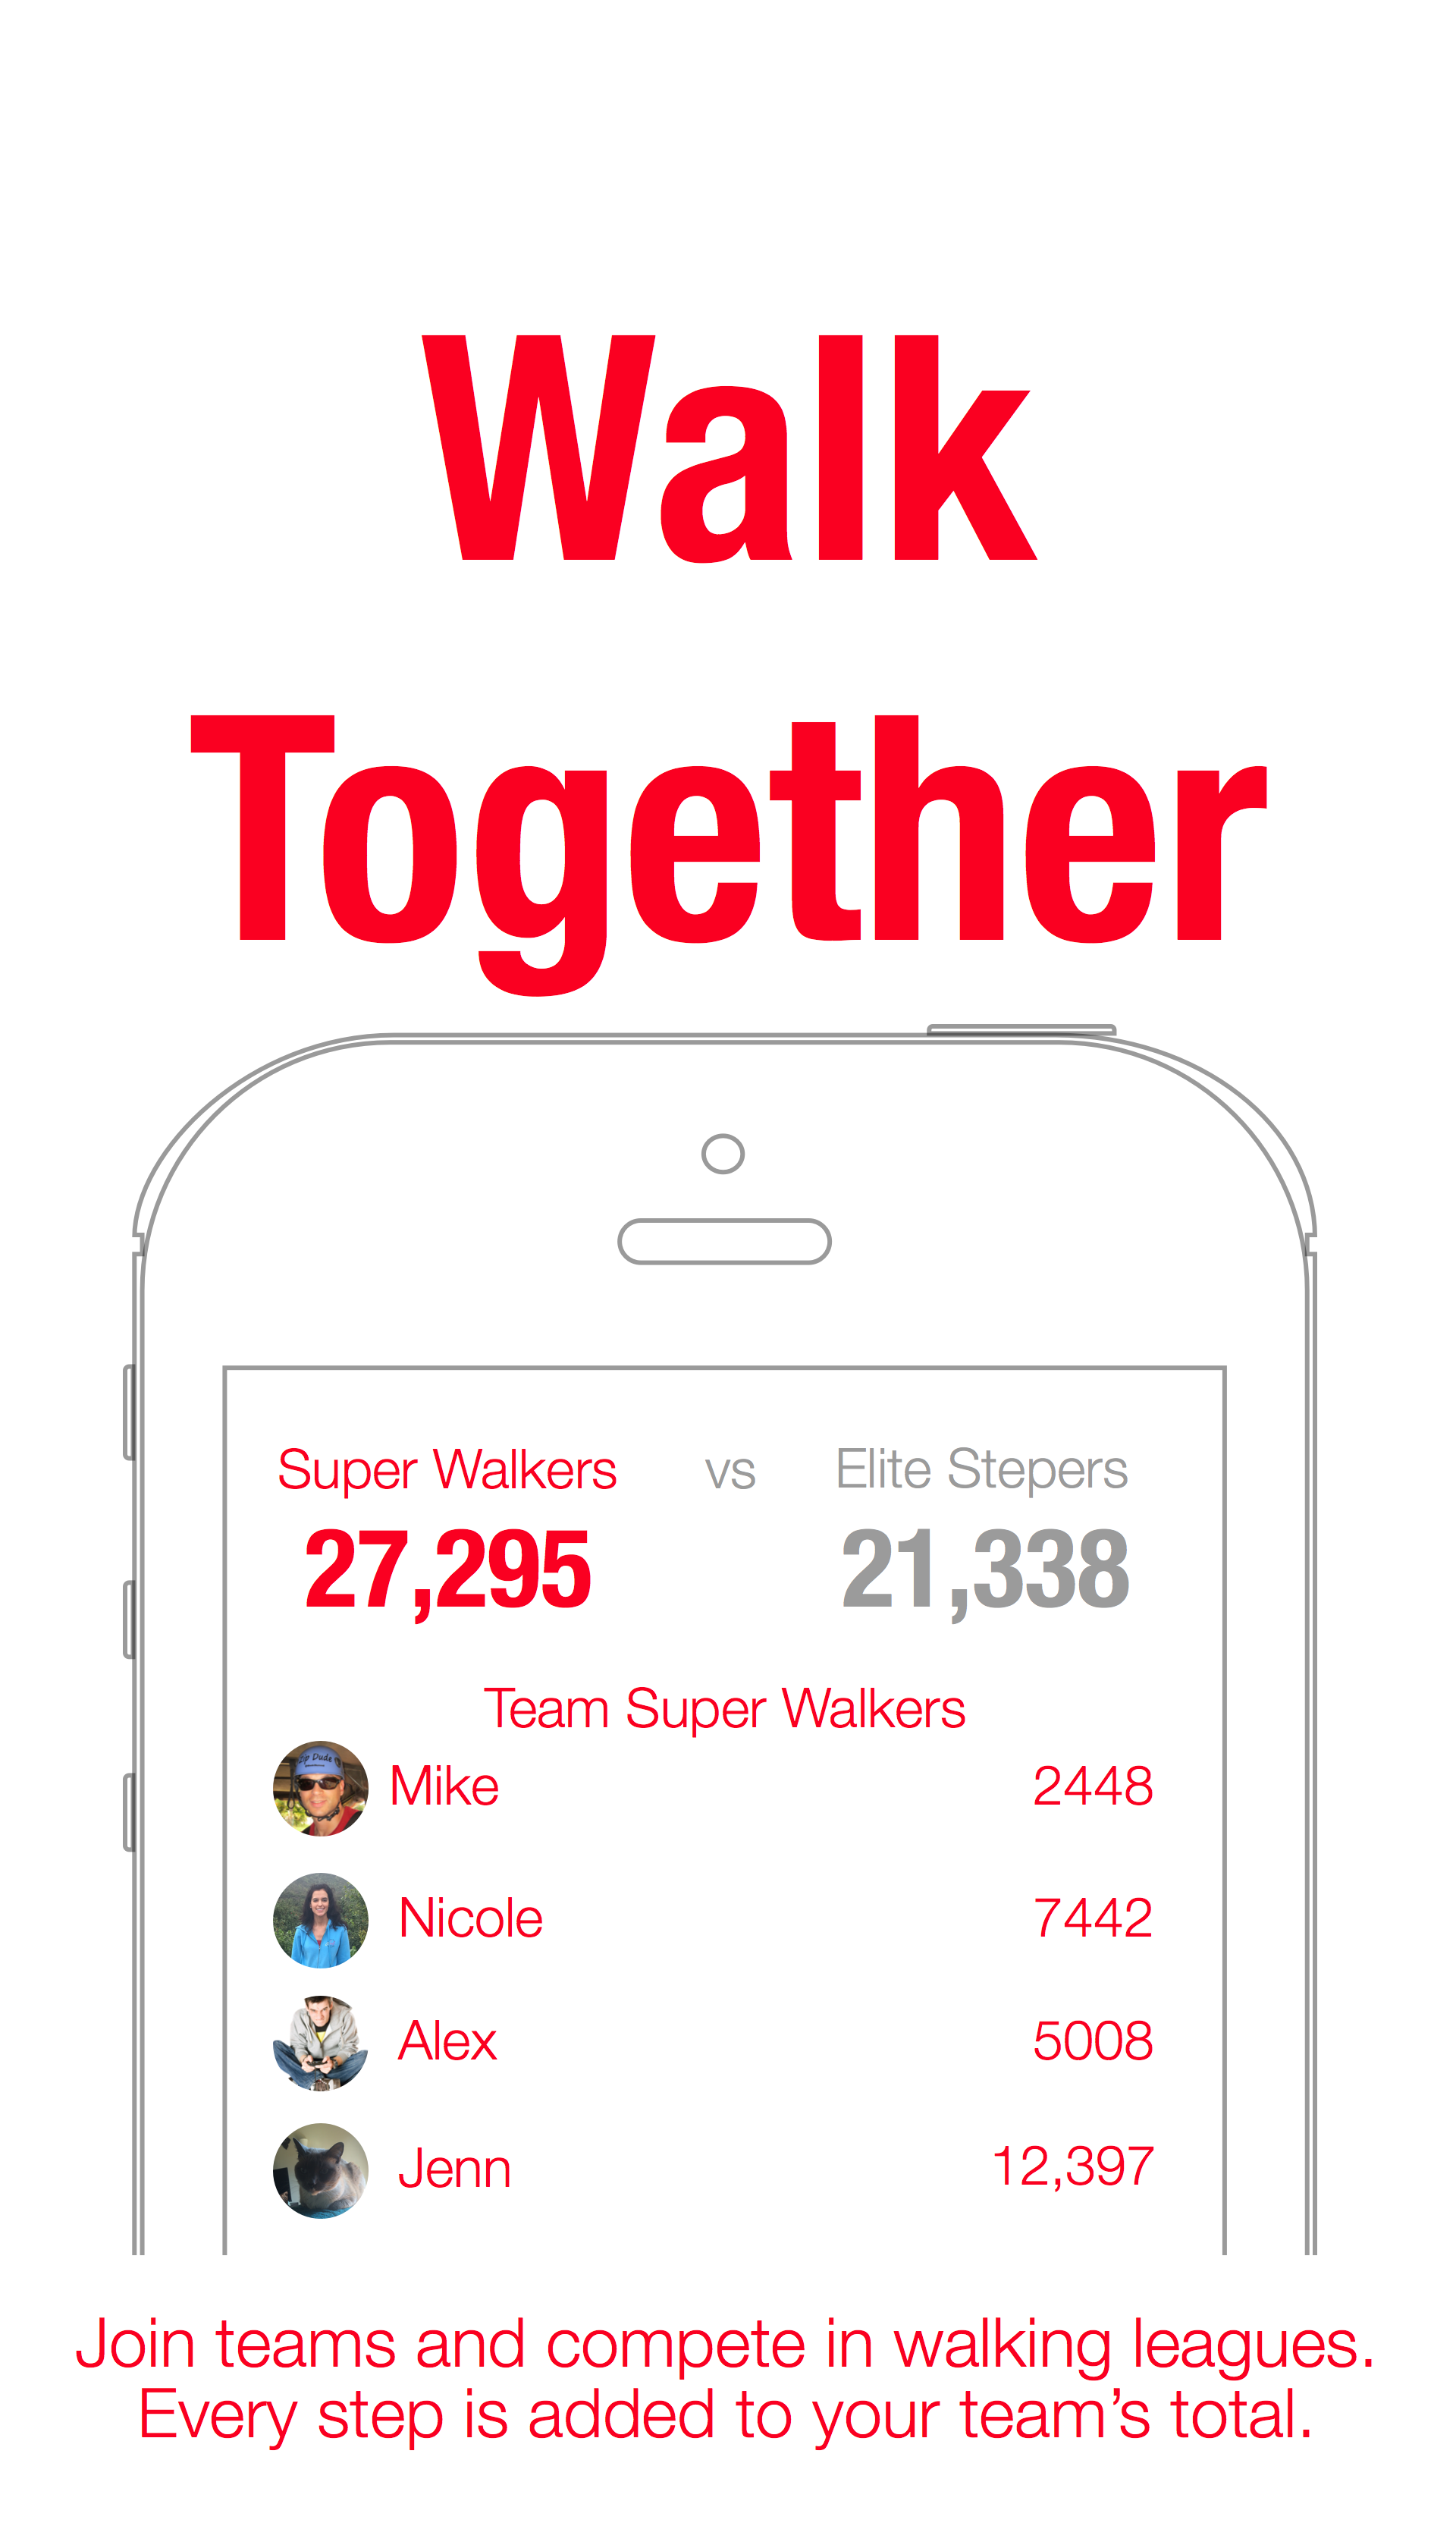 Walk
Together
Super Walkers vs Elite Stepers
27,295 21,338
Team Super Walkers
Zip Dude
Mike 2448
Nicole 7442
Alex 5008
Jenn 12,397
Join teams and compete in walking leagues.
Every step is added to your team’s total.